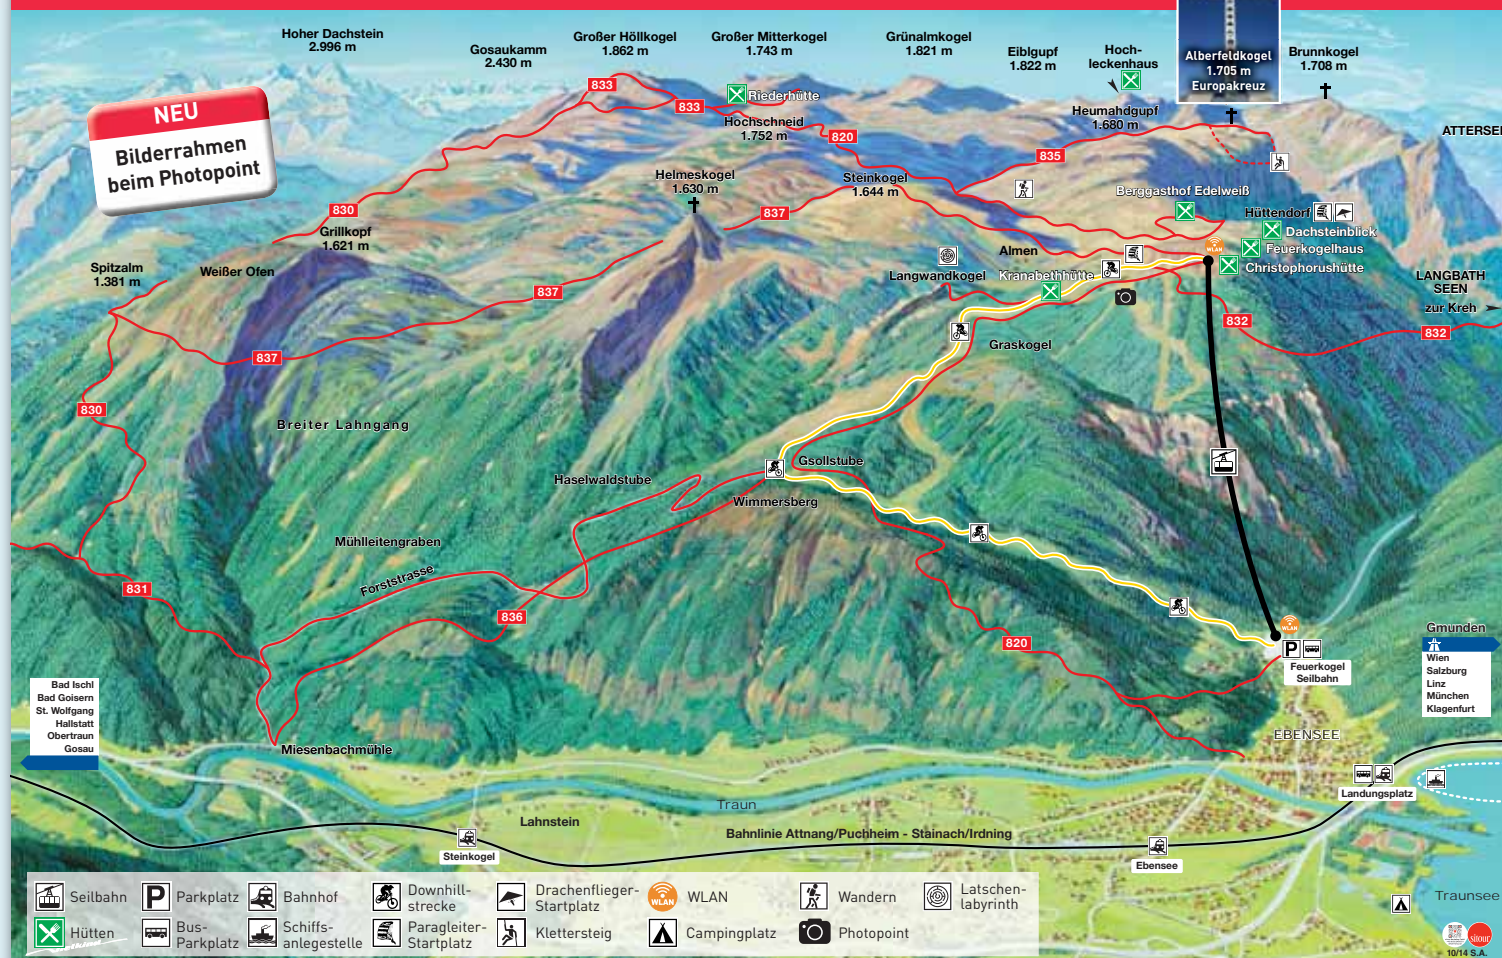 Hoher Dachstein
2.996 m
Gosaukamm
2.430 m
Großer Höllkogel
1.862 m
Großer Mitterkogel
1.743 m
Grünalmkogel
1.821 m
Eiblgupf
1.822 m
Hoch-
leckenhaus
Alberfeldkogel
1.705 m
Europakreuz
Brunnkogel
1.708 m
NEU
Bilderrahmen
beim Photopoint
833
833
Riederhütte
Hochschneid
1.752 m
820
Heumahdgupf
1.680 m
835
ATTERSEE
Helmeskogel
1.630 m
Steinkogel
1.644 m
Berggasthof Edelweiß
830
837
Hüttendorf
Dachsteinblick
Feuerkogelhaus
Christophorushütte
WLAN
Grillkopf
1.621 m
Spitzalm
1.381 m
Weißer Ofen
Almen
Langwandkogel
Kranabethhütte
LANGBATH
SEEN
zur Kreh
837
832
832
837
Graskogel
830
Breiter Lahngang
Gsollstube
Haselwaldstube
Wimmersberg
Mühlleitengraben
Forststrasse
831
836
820
WLAN
P
Feuerkogel
Seilbahn
Gmunden
Wien
Salzburg
Linz
München
Klagenfurt
Bad Ischl
Bad Goisern
St. Wolfgang
Hallstatt
Obertraun
Gosau
Miesenbachmühle
EBENSEE
Landungsplatz
Traun
Lahnstein
Bahnlinie Attnang/Puchheim - Stainach/Irdning
Steinkogel
Ebensee
Traunsee
Seilbahn
P Parkplatz
Bahnhof
Downhill-
strecke
Drachenflieger-
Startplatz
WLAN WLAN
Wandern
Latschen-
labyrinth
Hütten
Bus-
Parkplatz
Schiffs-
anlegestelle
Paragleiter-
Startplatz
Klettersteig
Campingplatz
Photopoint
sitour
10/14 S.A.